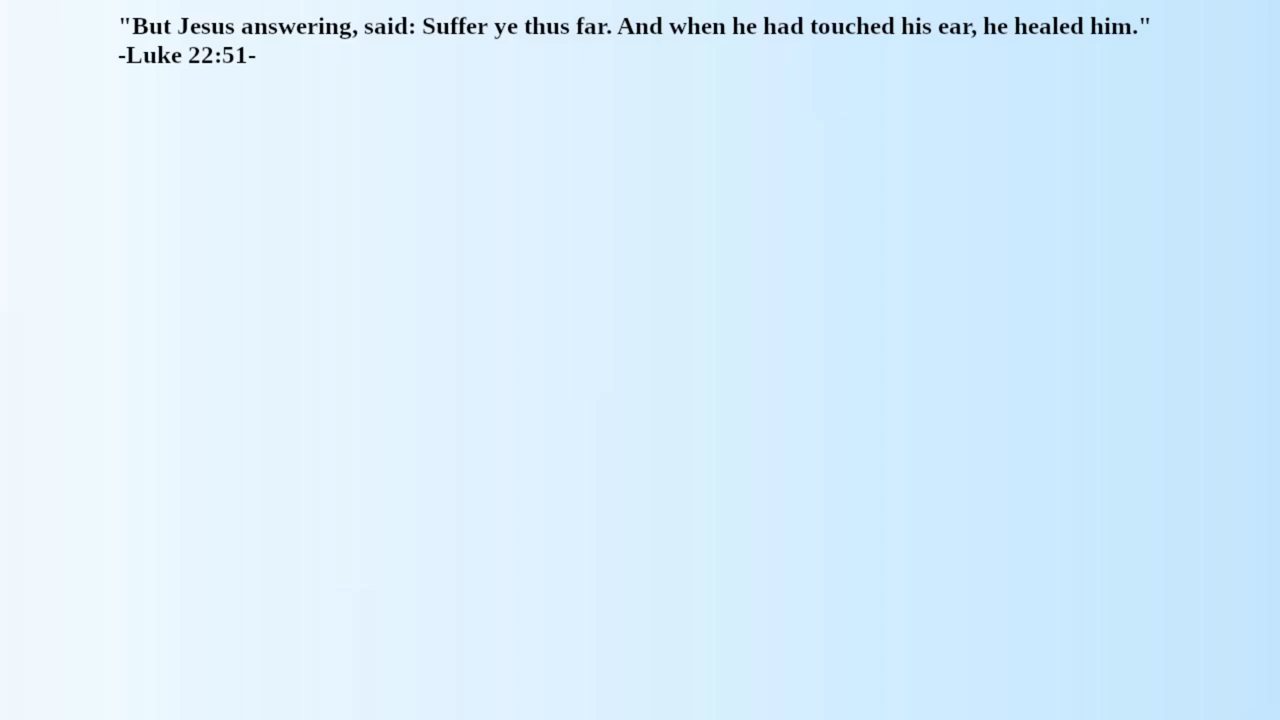 "But Jesus answering, said: Suffer ye thus far. And when he had touched his ear, he healed him."
-Luke 22:51-